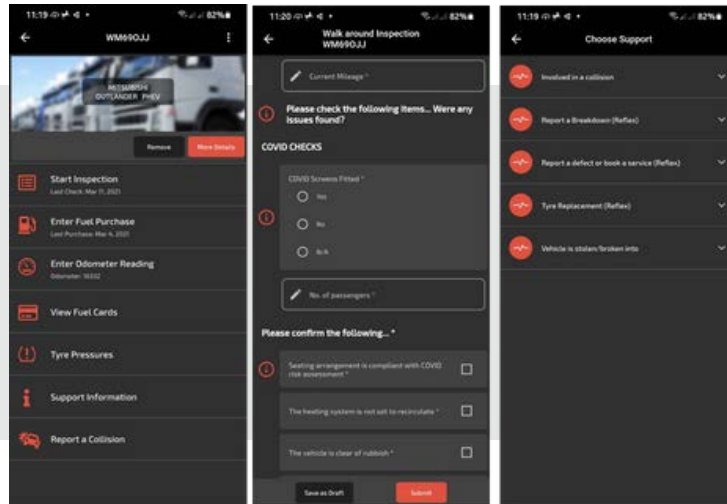 11:19
82%
WM69OJJ
MITSUBISHI
OUTLANDER PHEV
Remove
More Details
Start Inspection
Last Check: Mar 11, 2021
Enter Fuel Purchase
Last Purchase: Mar 4, 2021
Enter Odometer Reading
Odometer: 16332
View Fuel Cards
Tyre Pressures
Support Information
Report a Collision
11:20
82%
Walk around Inspection
WM69OJJ
Current Mileage *
Please check the following items... Were any
issues found?
COVID CHECKS
COVID Screens Fitted *
Yes
No
N/A
No. of passengers *
Please confirm the following... *
Seating arrangement is compliant with COVID
risk assessment *
The heating system is not set to recirculate *
The vehicle is clear of rubbish *
Save as Draft
Submit
11:19
82%
Choose Support
Involved in a collision
Report a Breakdown (Reflex)
Report a defect or book a service (Reflex)
Tyre Replacement (Reflex)
Vehicle is stolen/broken into